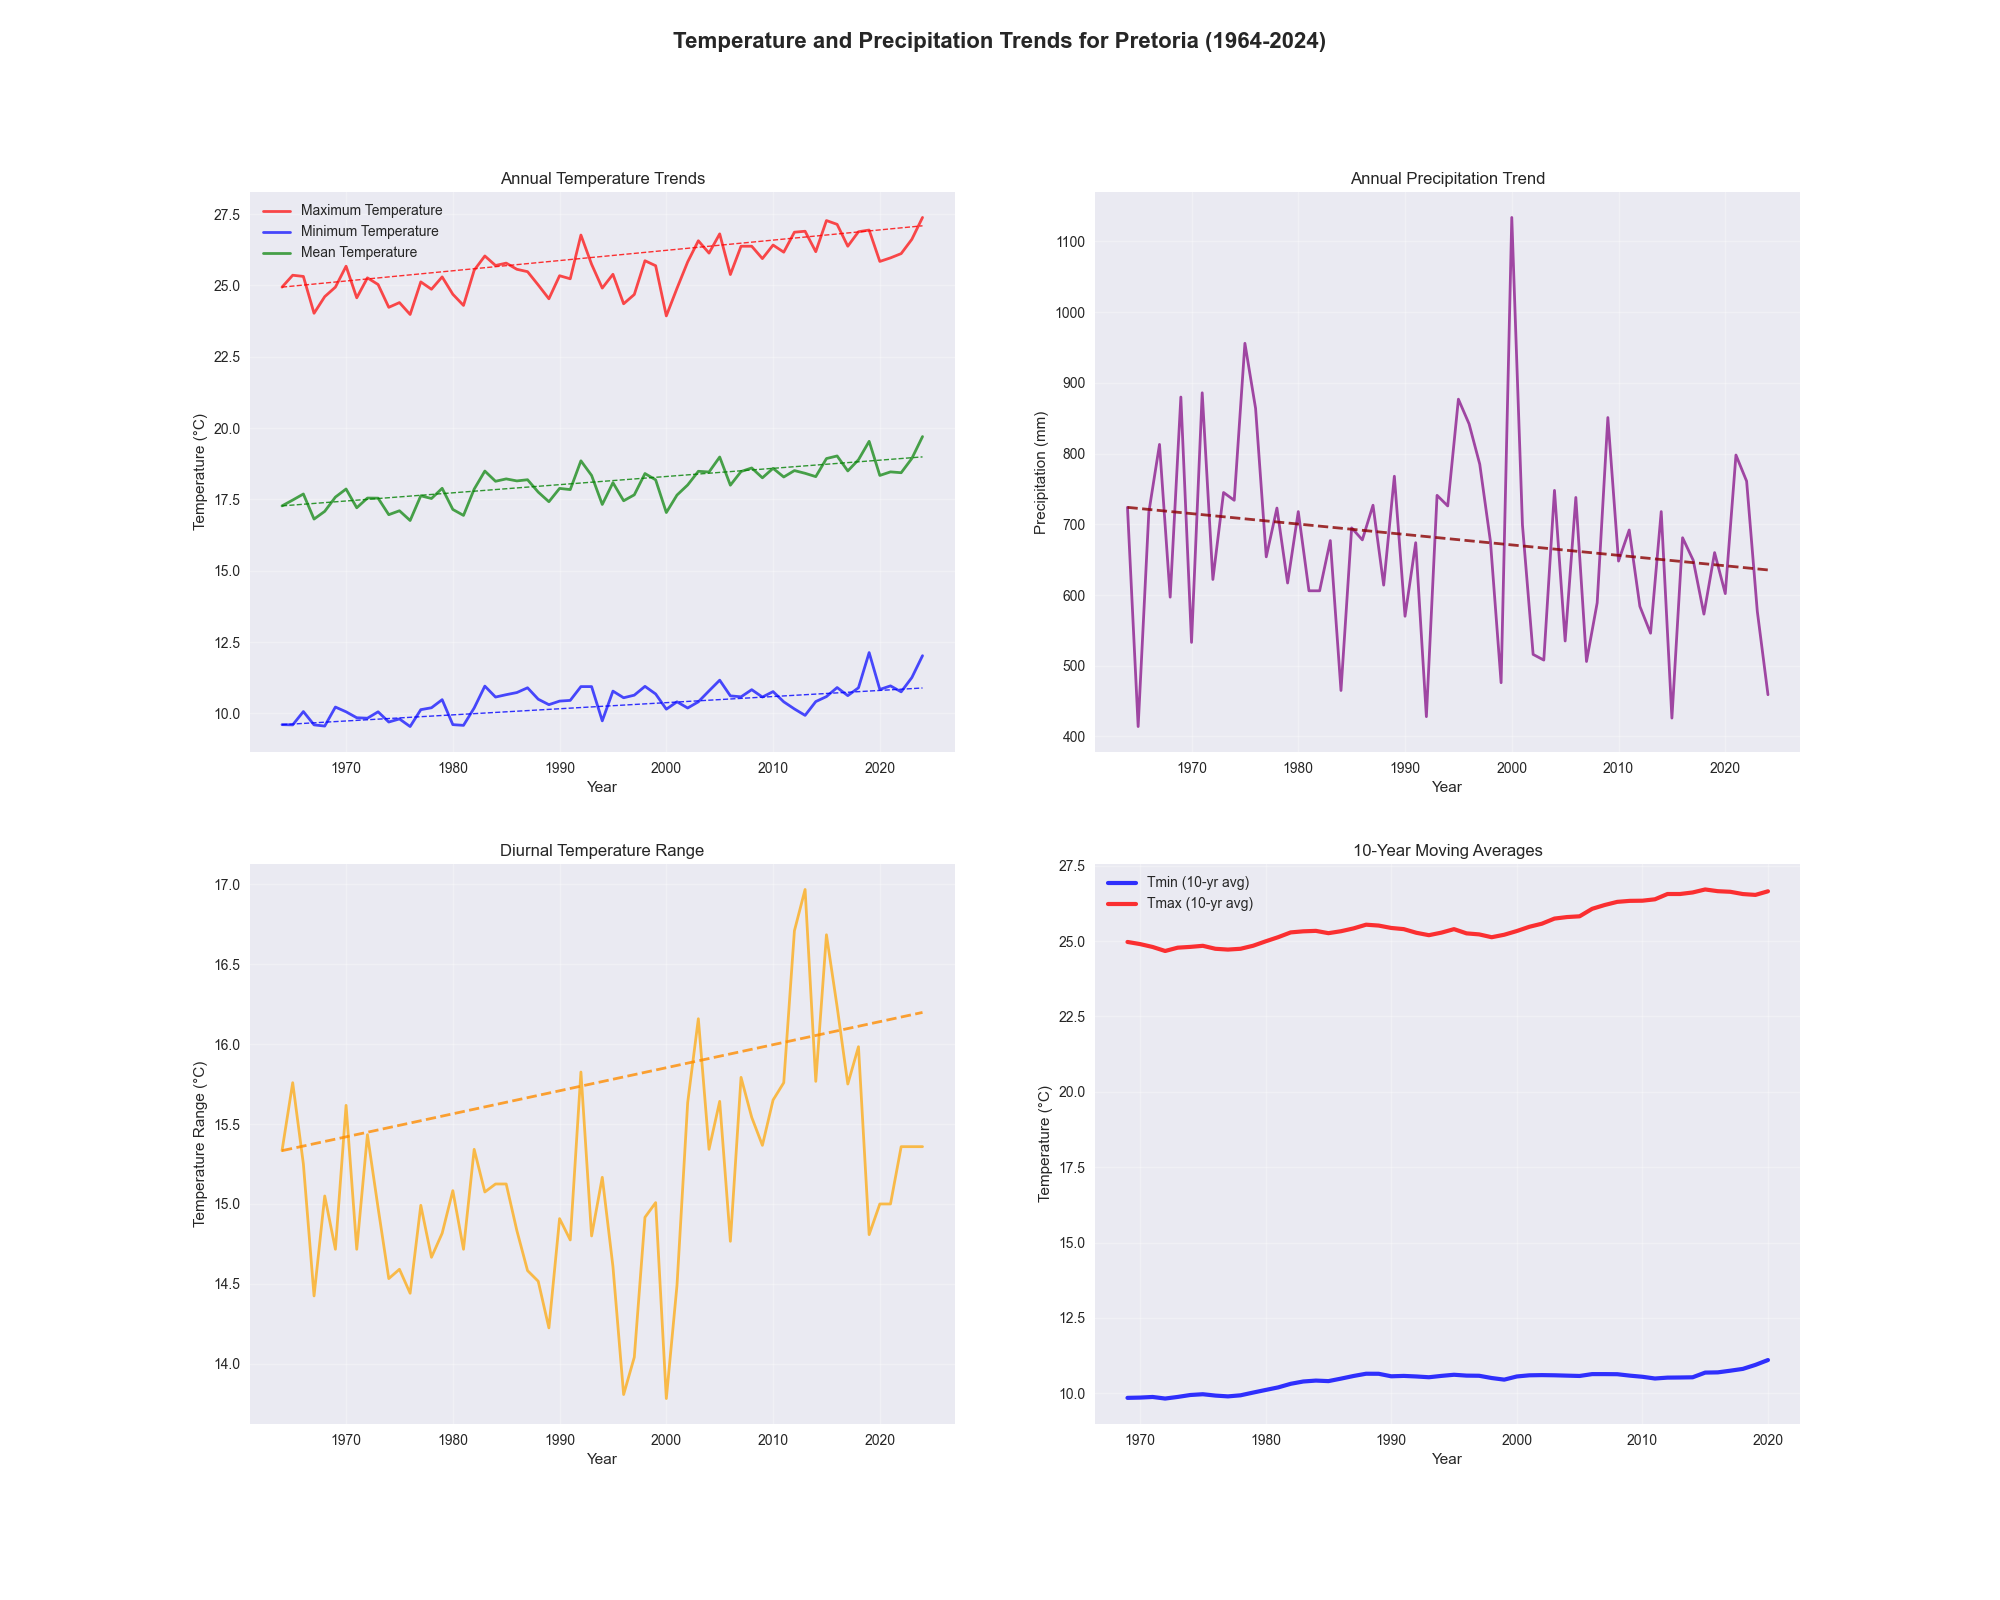 Temperature and Precipitation Trends for Pretoria (1964-2024)
Annual Temperature Trends
Maximum Temperature
Minimum Temperature
Mean Temperature
27.5
25.0
22.5
20.0
17.5
15.0
12.5
10.0
Temperature (°C)
1970 1980 1990 2000 2010 2020
Year
Annual Precipitation Trend
1100
1000
900
800
700
600
500
400
Precipitation (mm)
1970 1980 1990 2000 2010 2020
Year
Diurnal Temperature Range
17.0
16.5
16.0
15.5
15.0
14.5
14.0
Temperature Range (°C)
1970 1980 1990 2000 2010 2020
Year
10-Year Moving Averages
Tmin (10-yr avg)
Tmax (10-yr avg)
27.5
25.0
22.5
20.0
17.5
15.0
12.5
10.0
Temperature (°C)
1970 1980 1990 2000 2010 2020
Year